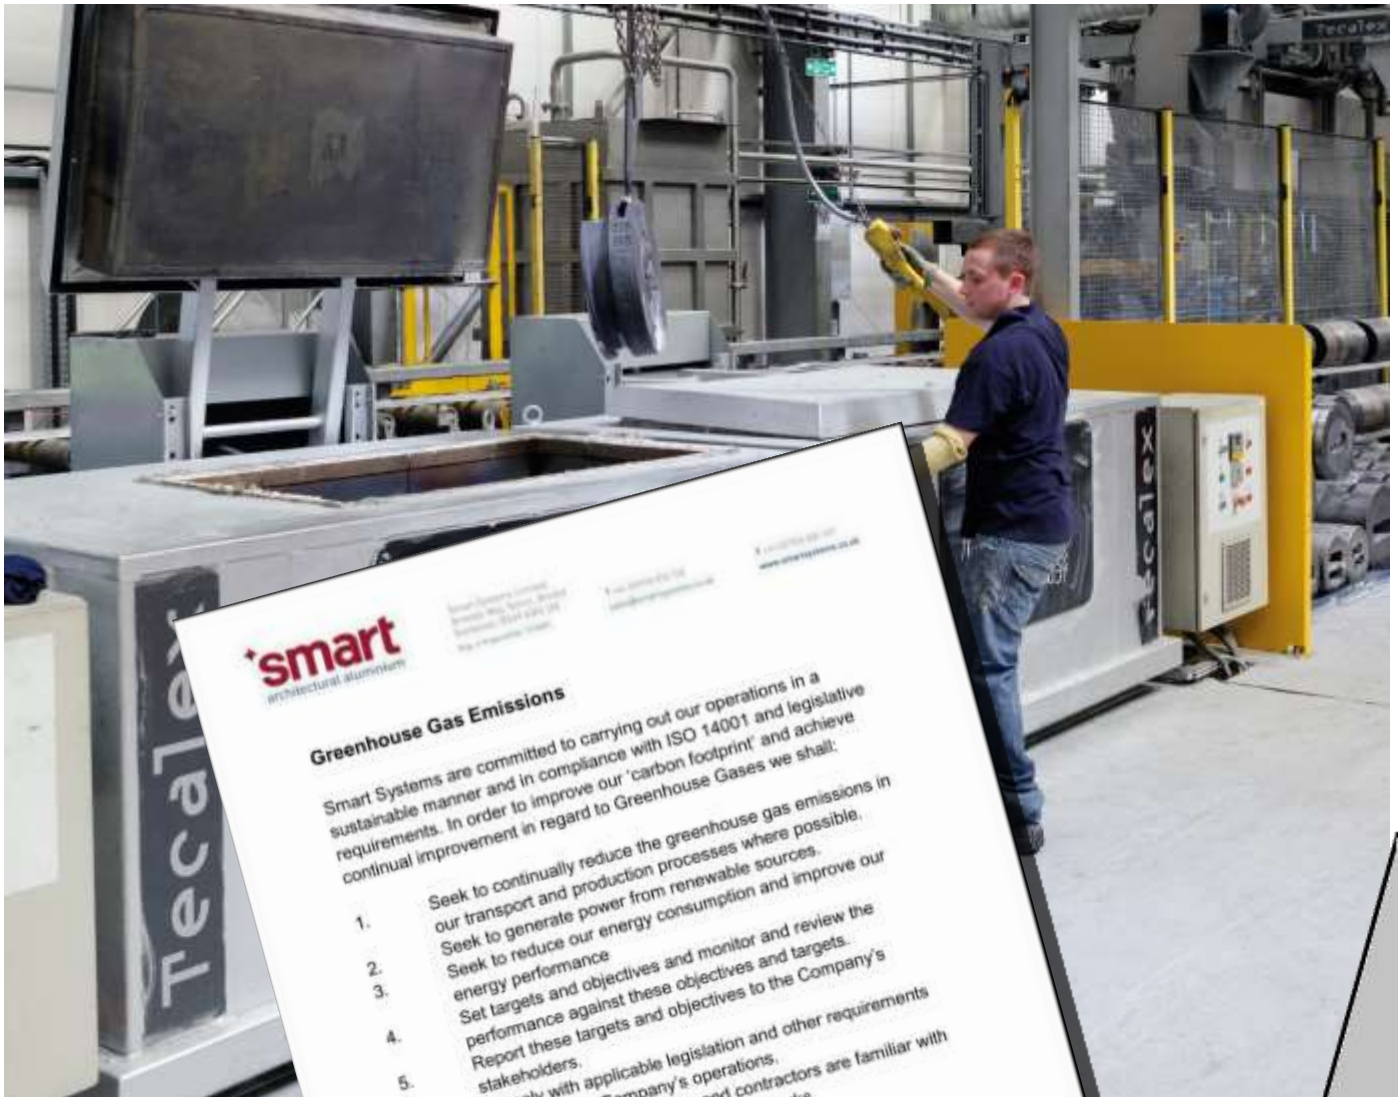 Tecalex
Tecalex
Tecalex
smart
architectural aluminium
www.smartsystems.co.uk
Greenhouse Gas Emissions
Smart Systems are committed to carrying out our operations in a
sustainable manner and in compliance with ISO 14001 and legislative
requirements. In order to improve our 'carbon footprint' and achieve
continual improvement in regard to Greenhouse Gases we shall:
1. Seek to continually reduce the greenhouse gas emissions in
our transport and production processes where possible.
2. Seek to generate power from renewable sources.
3. Seek to reduce our energy consumption and improve our
energy performance
4. Set targets and objectives and monitor and review the
performance against these objectives and targets.
5. Report these targets and objectives to the Company's
stakeholders.
with applicable legislation and other requirements
Company's operations.
and contractors are familiar with